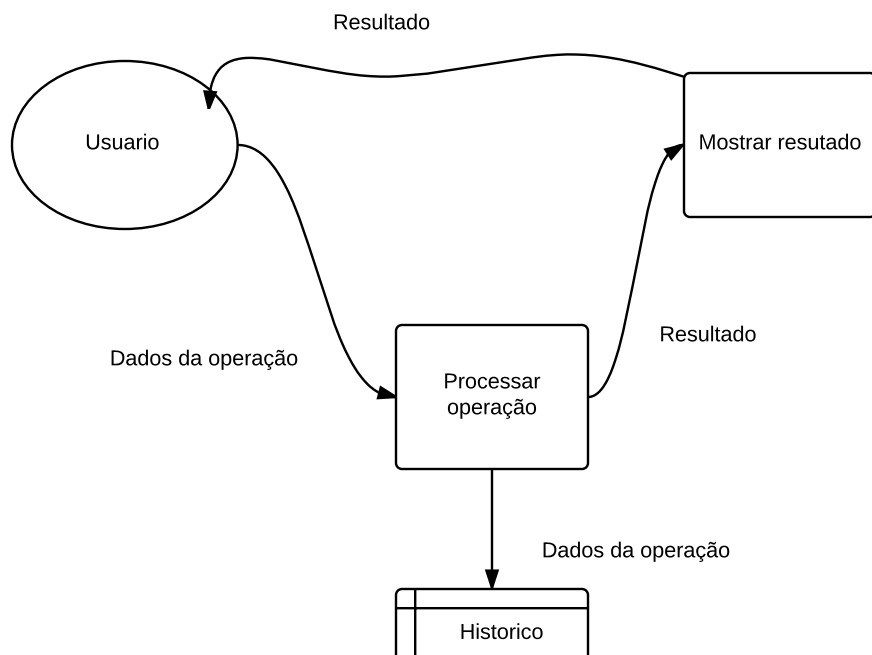 Resultado
Usuario
Mostrar resutado
Resultado
Dados da operação
Processar
operação
Dados da operação
Historico